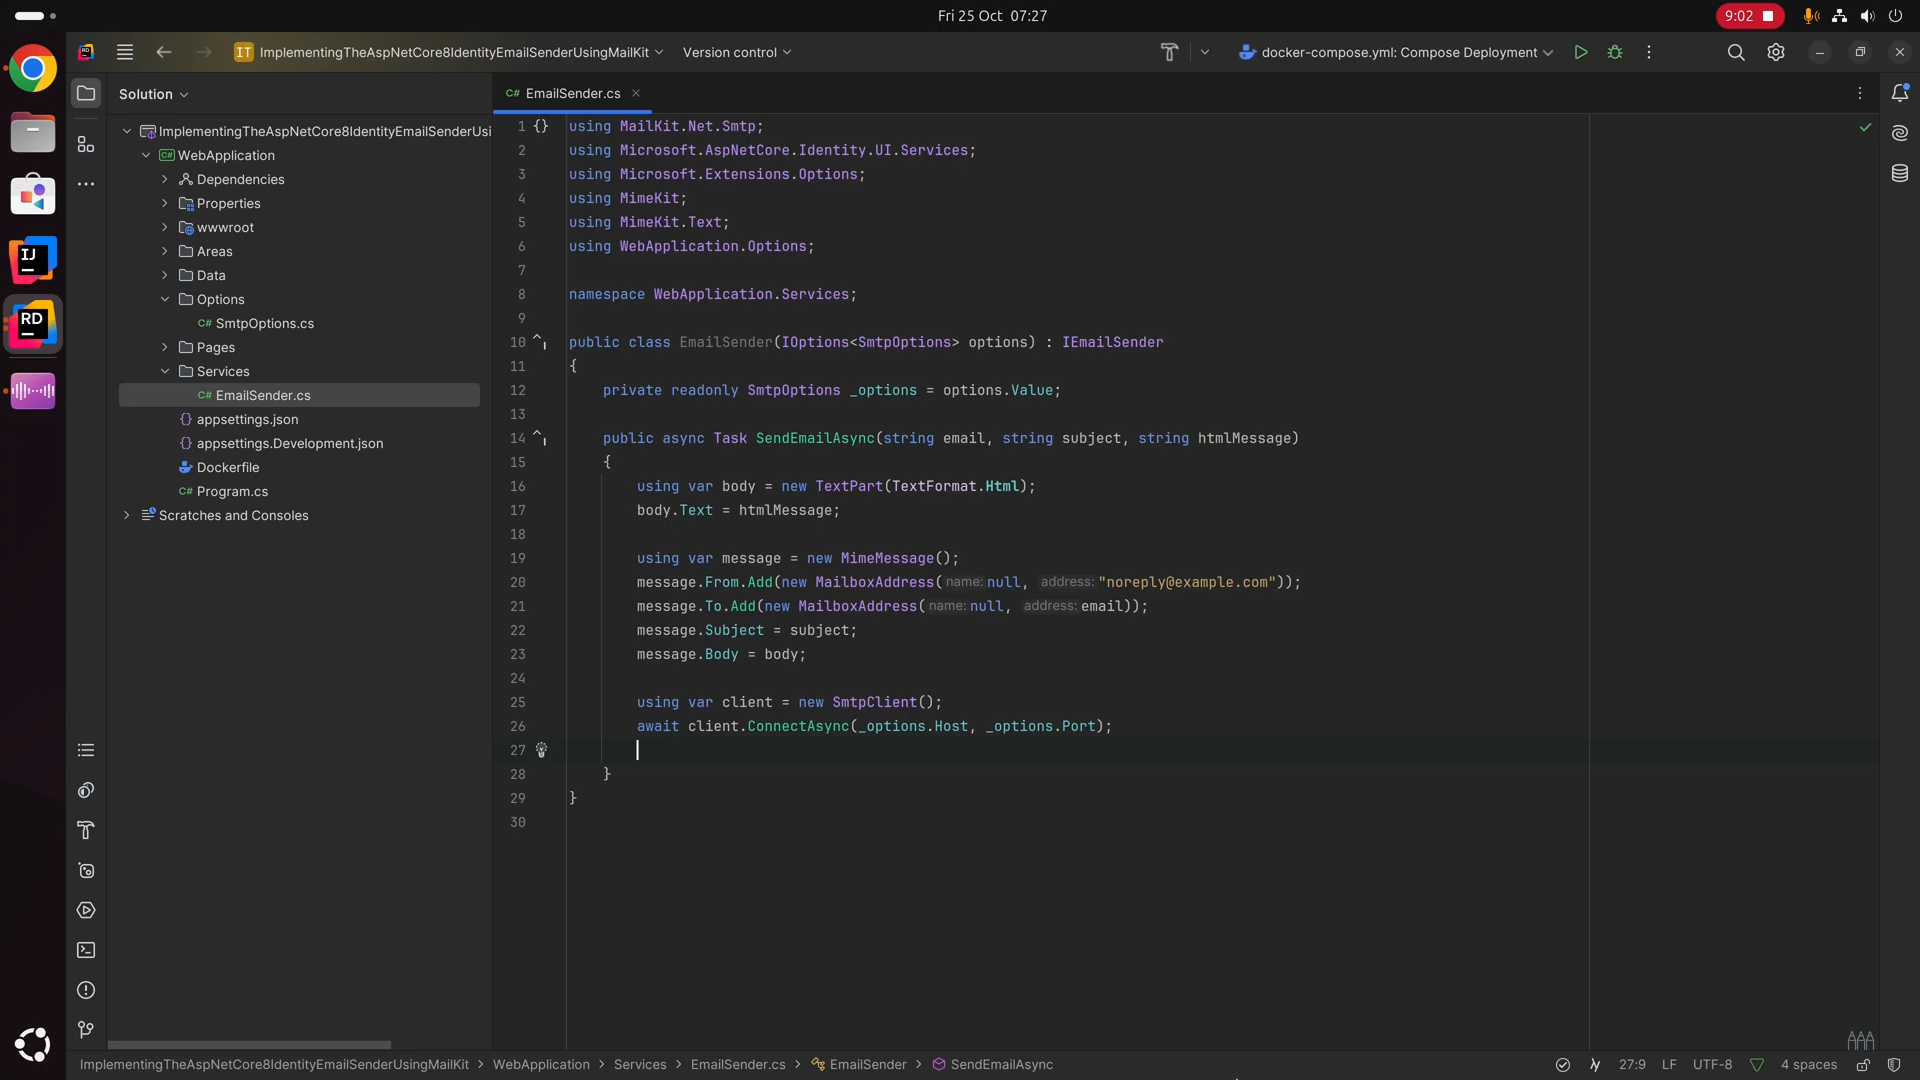 Fri 25 Oct 07:27
9:02
IT ImplementingTheAspNetCore8IdentityEmailSenderUsingMailKit
Version control
docker-compose.yml: Compose Deployment
Solution
ImplementingTheAspNetCore8IdentityEmailSenderUsi
C# WebApplication
Dependencies
Properties
wwwroot
Areas
Data
Options
C# SmtpOptions.cs
Pages
Services
C# EmailSender.cs
{} appsettings.json
{} appsettings.Development.json
Dockerfile
C# Program.cs
Scratches and Consoles
IJ
RD
C# EmailSender.cs
1 {} using MailKit.Net.Smtp;
2 using Microsoft.AspNetCore.Identity.UI.Services;
3 using Microsoft.Extensions.Options;
4 using MimeKit;
5 using MimeKit.Text;
6 using WebApplication.Options;
7
8 namespace WebApplication.Services;
9
10 public class EmailSender(IOptions<SmtpOptions> options) : IEmailSender
11 {
12 private readonly SmtpOptions _options = options.Value;
13
14 public async Task SendEmailAsync(string email, string subject, string htmlMessage)
15 {
16 using var body = new TextPart(TextFormat.Html);
17 body.Text = htmlMessage;
18
19 using var message = new MimeMessage();
20 message.From.Add(new MailboxAddress(name: null, address: "noreply@example.com"));
21 message.To.Add(new MailboxAddress(name: null, address: email));
22 message.Subject = subject;
23 message.Body = body;
24
25 using var client = new SmtpClient();
26 await client.ConnectAsync(_options.Host, _options.Port);
27
28 }
29 }
30
ImplementingTheAspNetCore8IdentityEmailSenderUsingMailKit > WebApplication > Services > EmailSender.cs > EmailSender > SendEmailAsync
27:9 LF UTF-8 4 spaces